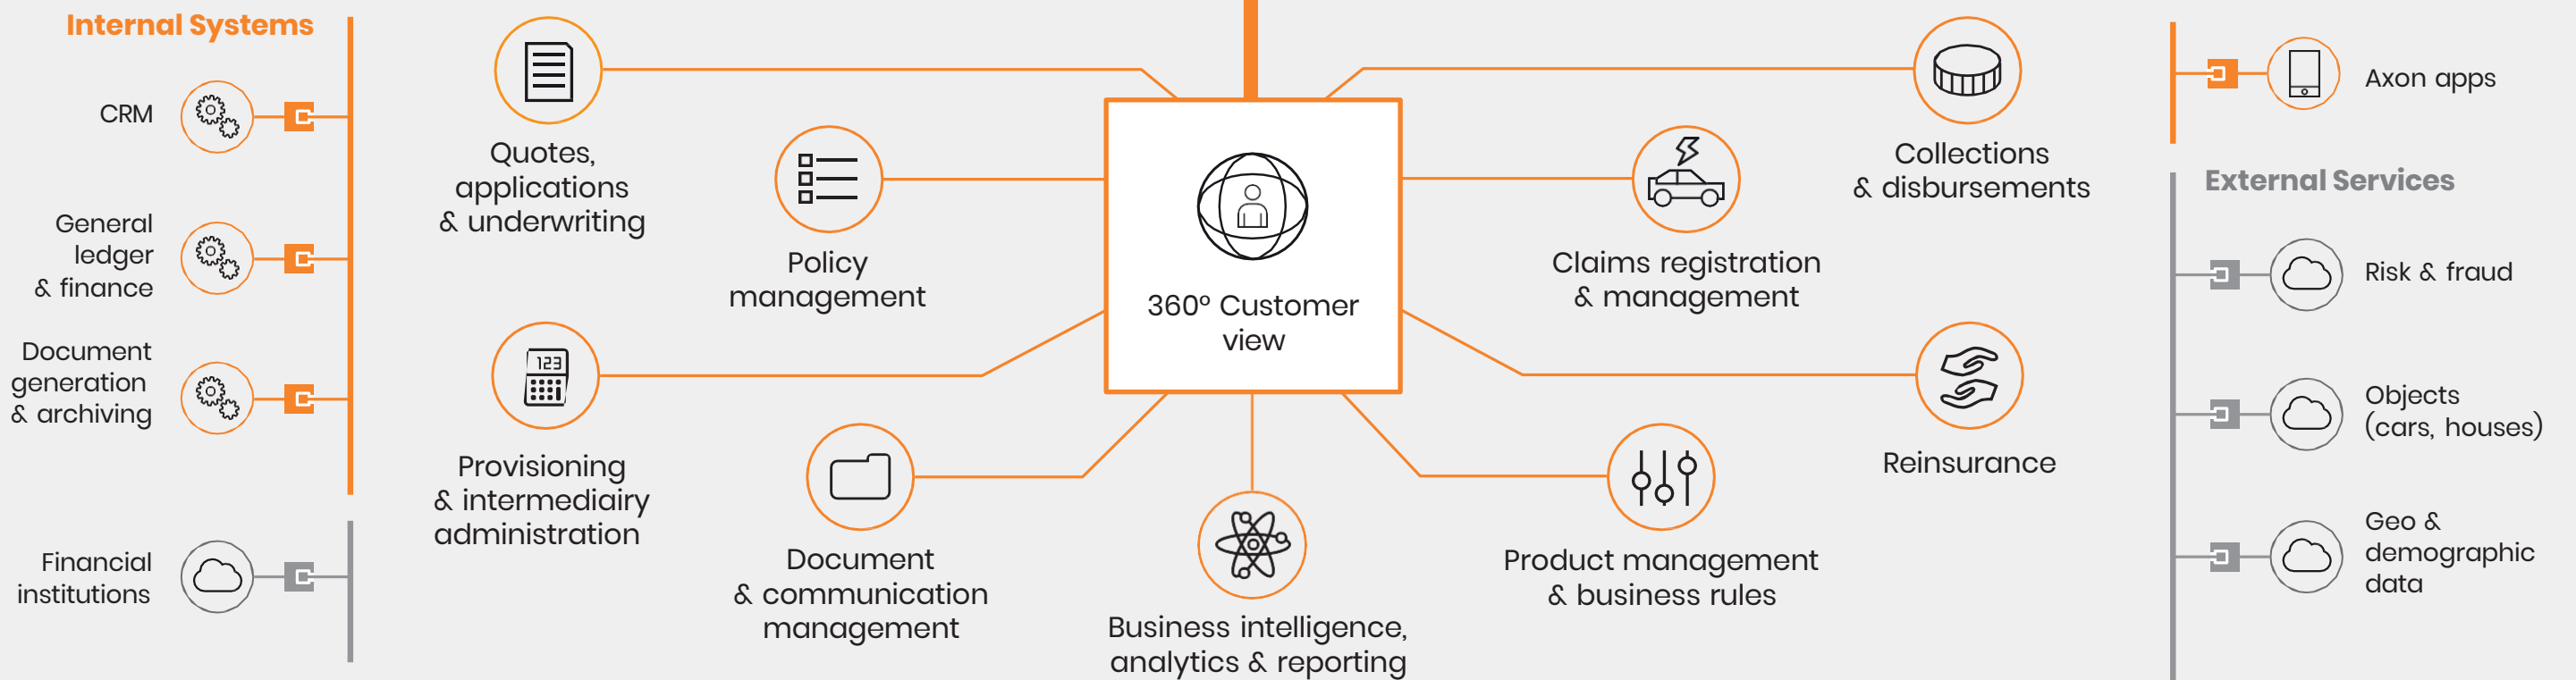 Internal Systems
CRM
General
ledger
& finance
Document
generation
& archiving
Financial
institutions
Quotes,
applications
& underwriting
Policy
management
Provisioning
& intermediairy
administration
123
Document
& communication
management
360° Customer
view
Business intelligence,
analytics & reporting
Claims registration
& management
Collections
& disbursements
Reinsurance
Product management
& business rules
Axon apps
External Services
Risk & fraud
Objects
(cars, houses)
Geo &
demographic
data